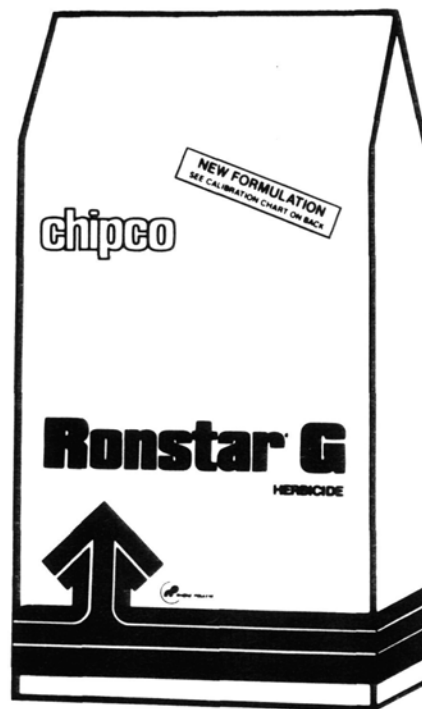 NEW FORMULATION
SEE CALIBRATION CHART ON BACK
chipco
Ronstar® G
HERBICIDE